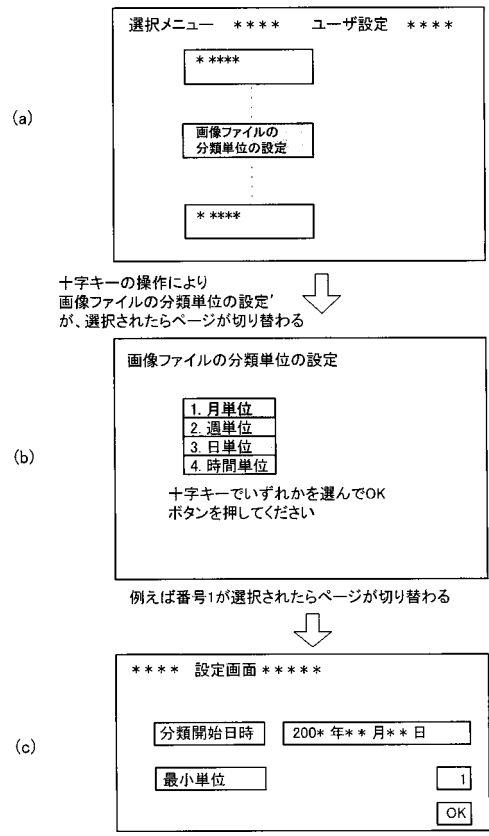 選択メニュー ＊＊＊＊ ユーザ設定 ＊＊＊＊
＊＊＊＊＊
(a)
画像ファイルの
分類単位の設定
＊＊＊＊＊
十字キーの操作により
画像ファイルの分類単位の設定'
が、選択されたらページが切り替わる
画像ファイルの分類単位の設定
1. 月単位
2. 週単位
3. 日単位
4. 時間単位
(b)
十字キーでいずれかを選んでOK
ボタンを押してください
例えば番号1が選択されたらページが切り替わる
＊＊＊＊ 設定画面＊＊＊＊＊
分類開始日時 200＊年＊＊月＊＊日
(c)
最小単位 1
OK